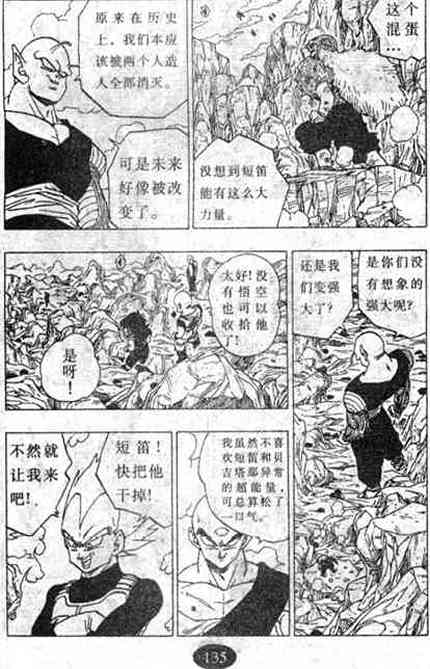 这个
混蛋
…
没想到短笛
能有这么大
力量。
原来在历史
上，我们本应
该被两个人造
人全部消灭。
可是未来
好像被改
变了。
是你们没
有想象的
强大呢？
还是我
们变强
大了？
太好！没
有悟空
也可以
收拾他
了！
是
呀！
我虽然不喜
欢短笛和贝
吉塔那异常
的超能量，
可总算松了
一口气。
短笛！
快把他
干掉！
不然就
让我来
吧！
135